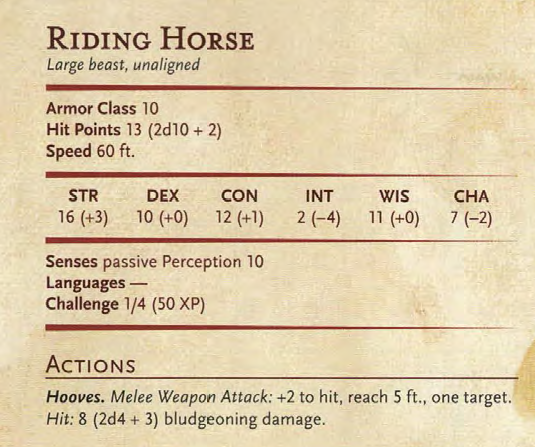 RIDING HORSE
Large beast, unaligned
Armor Class 10
Hit Points 13 (2d10 + 2)
Speed 60 ft.
STR DEX CON INT WIS CHA
16 (+3) 10 (+0) 12 (+1) 2 (−4) 11 (+0) 7 (−2)
Senses passive Perception 10
Languages —
Challenge 1/4 (50 XP)
ACTIONS
Hooves. Melee Weapon Attack: +2 to hit, reach 5 ft., one target.
Hit: 8 (2d4 + 3) bludgeoning damage.